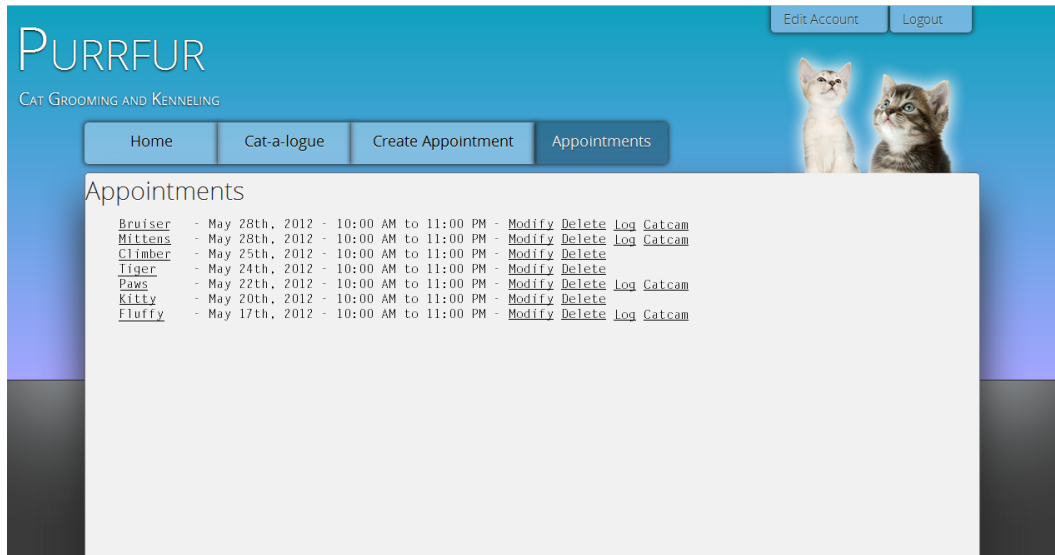 Edit Account Logout
PURRFUR
CAT GROOMING AND KENNELING
Home Cat-a-logue Create Appointment Appointments
Appointments
Bruiser - May 28th, 2012 - 10:00 AM to 11:00 PM - Modify Delete Log Catcam
Mittens - May 28th, 2012 - 10:00 AM to 11:00 PM - Modify Delete Log Catcam
Climber - May 25th, 2012 - 10:00 AM to 11:00 PM - Modify Delete
Tiger - May 24th, 2012 - 10:00 AM to 11:00 PM - Modify Delete
Paws - May 22th, 2012 - 10:00 AM to 11:00 PM - Modify Delete Log Catcam
Kitty - May 20th, 2012 - 10:00 AM to 11:00 PM - Modify Delete
Fluffy - May 17th, 2012 - 10:00 AM to 11:00 PM - Modify Delete Log Catcam